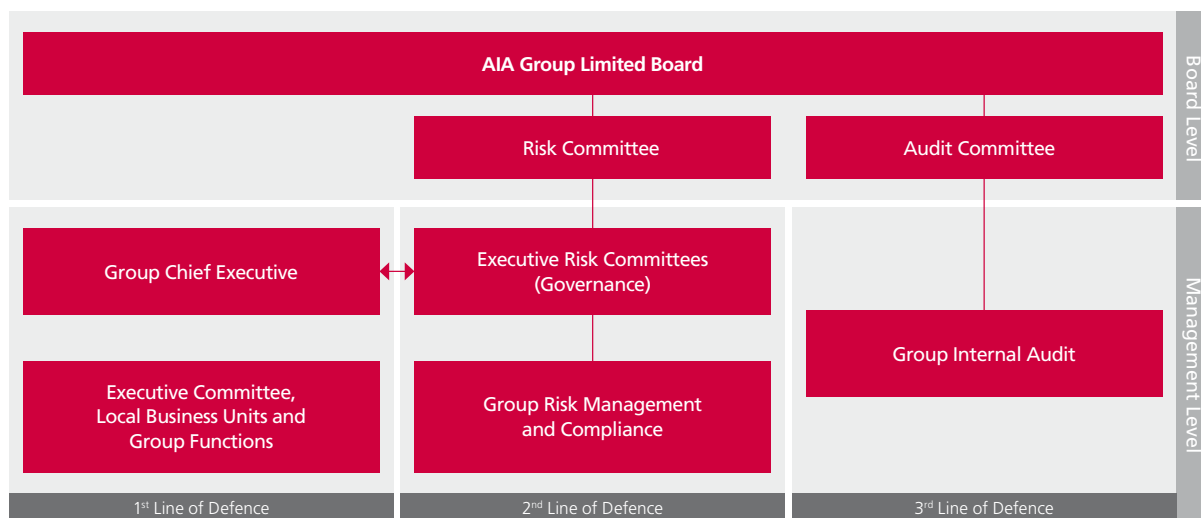 AIA Group Limited Board
Risk Committee
Audit Committee
Board Level
Group Chief Executive
Executive Risk Committees
(Governance)
Group Internal Audit
Executive Committee,
Local Business Units and
Group Functions
Group Risk Management
and Compliance
Management Level
1st Line of Defence
2nd Line of Defence
3rd Line of Defence